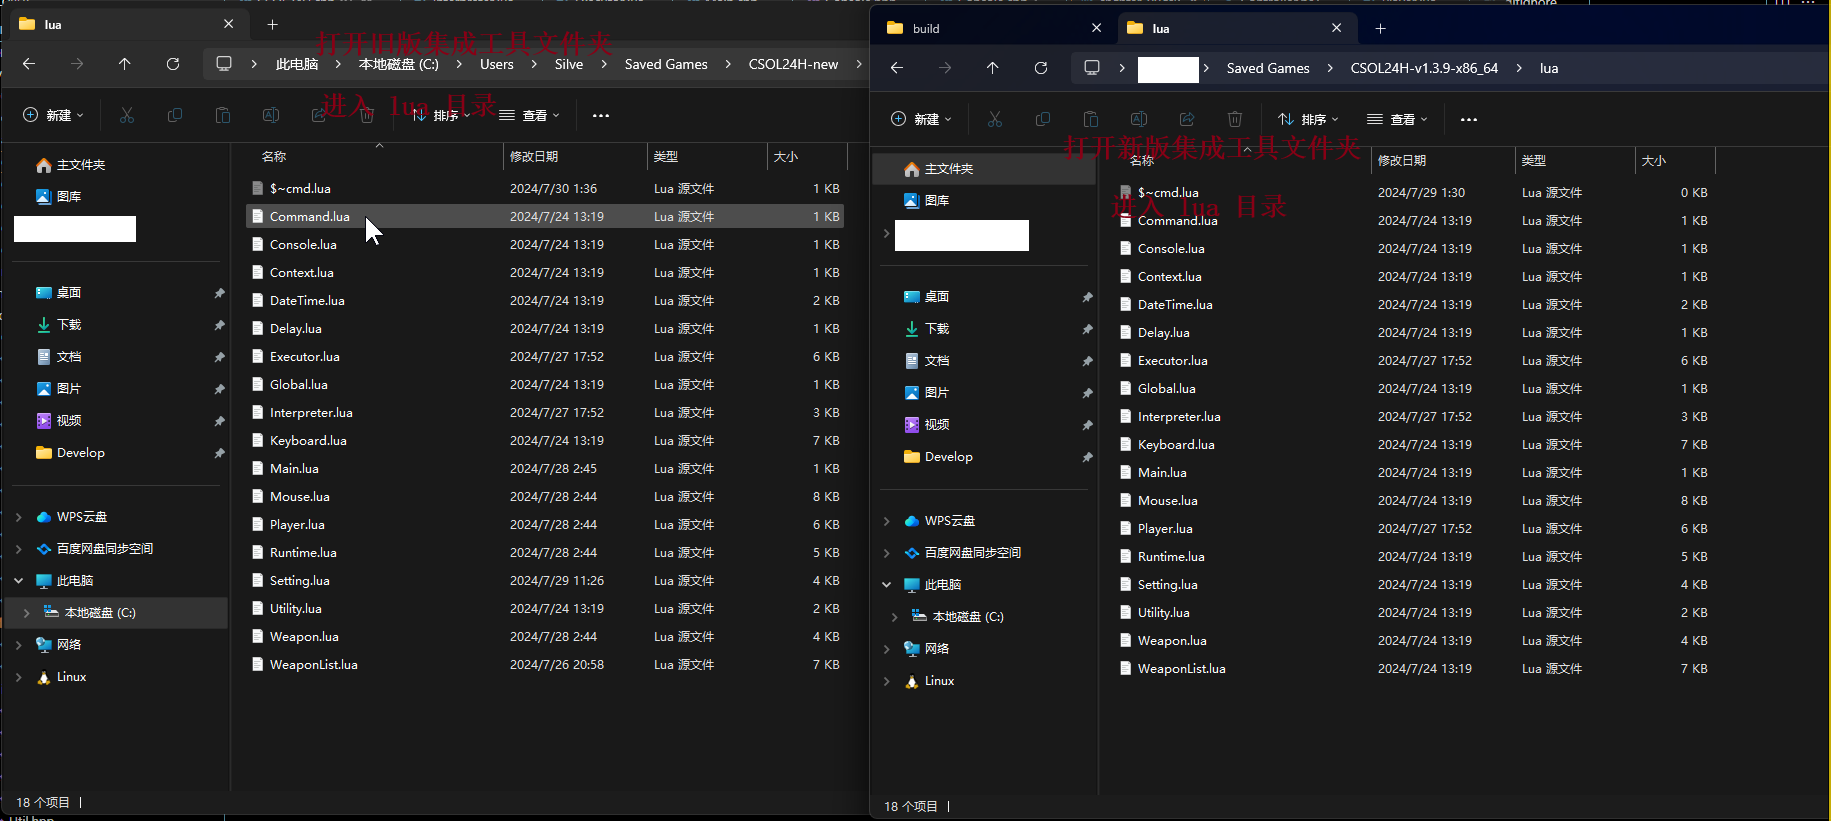 lua
打开旧版集成工具文件夹
此电脑 > 本地磁盘 (C:) > Users > Silve > Saved Games > CSOL24H-new >
进入 lua 目录
新建 排序 查看 ...
主文件夹
图库
桌面
下载
文档
图片
视频
Develop
WPS云盘
百度网盘同步空间
此电脑
本地磁盘 (C:)
网络
Linux
名称 修改日期 类型 大小
$~cmd.lua 2024/7/30 1:36 Lua 源文件 1 KB
Command.lua 2024/7/24 13:19 Lua 源文件 1 KB
Console.lua 2024/7/24 13:19 Lua 源文件 1 KB
Context.lua 2024/7/24 13:19 Lua 源文件 1 KB
DateTime.lua 2024/7/24 13:19 Lua 源文件 2 KB
Delay.lua 2024/7/24 13:19 Lua 源文件 1 KB
Executor.lua 2024/7/27 17:52 Lua 源文件 6 KB
Global.lua 2024/7/24 13:19 Lua 源文件 1 KB
Interpreter.lua 2024/7/27 17:52 Lua 源文件 3 KB
Keyboard.lua 2024/7/24 13:19 Lua 源文件 7 KB
Main.lua 2024/7/28 2:45 Lua 源文件 1 KB
Mouse.lua 2024/7/28 2:44 Lua 源文件 8 KB
Player.lua 2024/7/28 2:44 Lua 源文件 6 KB
Runtime.lua 2024/7/28 2:44 Lua 源文件 5 KB
Setting.lua 2024/7/29 11:26 Lua 源文件 4 KB
Utility.lua 2024/7/24 13:19 Lua 源文件 2 KB
Weapon.lua 2024/7/28 2:44 Lua 源文件 4 KB
WeaponList.lua 2024/7/26 20:58 Lua 源文件 7 KB
18 个项目
build lua
> Saved Games > CSOL24H-v1.3.9-x86_64 > lua
新建 排序 查看 ...
打开新版集成工具文件夹
进入 lua 目录
主文件夹
图库
桌面
下载
文档
图片
视频
Develop
WPS云盘
百度网盘同步空间
此电脑
本地磁盘 (C:)
网络
Linux
名称 修改日期 类型 大小
$~cmd.lua 2024/7/29 1:30 Lua 源文件 0 KB
Command.lua 2024/7/24 13:19 Lua 源文件 1 KB
Console.lua 2024/7/24 13:19 Lua 源文件 1 KB
Context.lua 2024/7/24 13:19 Lua 源文件 1 KB
DateTime.lua 2024/7/24 13:19 Lua 源文件 2 KB
Delay.lua 2024/7/24 13:19 Lua 源文件 1 KB
Executor.lua 2024/7/27 17:52 Lua 源文件 6 KB
Global.lua 2024/7/24 13:19 Lua 源文件 1 KB
Interpreter.lua 2024/7/27 17:52 Lua 源文件 3 KB
Keyboard.lua 2024/7/24 13:19 Lua 源文件 7 KB
Main.lua 2024/7/24 13:19 Lua 源文件 1 KB
Mouse.lua 2024/7/24 13:19 Lua 源文件 8 KB
Player.lua 2024/7/27 17:52 Lua 源文件 6 KB
Runtime.lua 2024/7/24 13:19 Lua 源文件 5 KB
Setting.lua 2024/7/24 13:19 Lua 源文件 4 KB
Utility.lua 2024/7/24 13:19 Lua 源文件 2 KB
Weapon.lua 2024/7/24 13:19 Lua 源文件 4 KB
WeaponList.lua 2024/7/24 13:19 Lua 源文件 7 KB
18 个项目